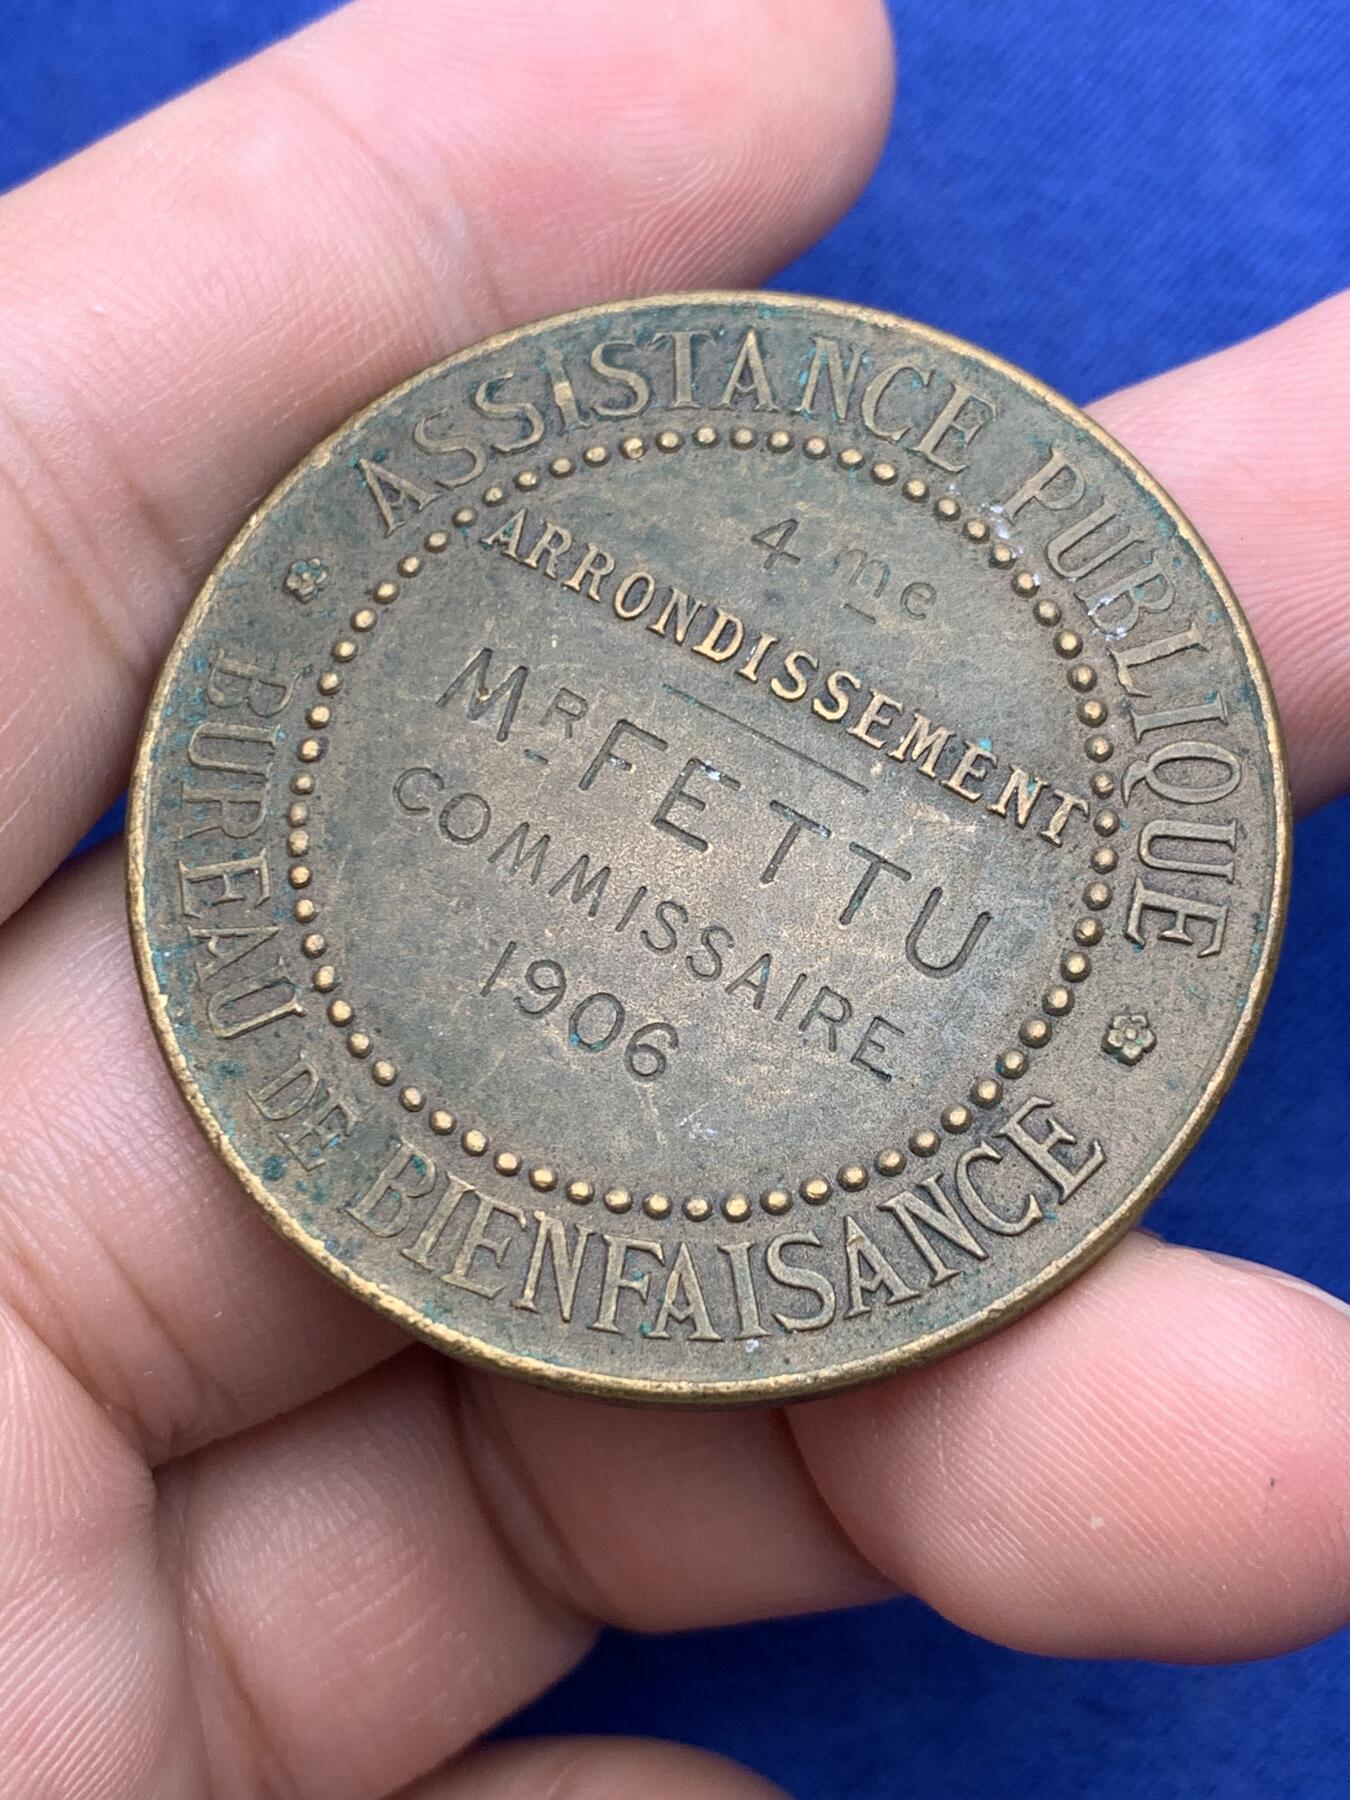 ASSISTANCE PUBLIQUE
4me
ARRONDISSEMENT
Mr FETTU
COMMISSAIRE
1906
BUREAU DE BIENFAISANCE